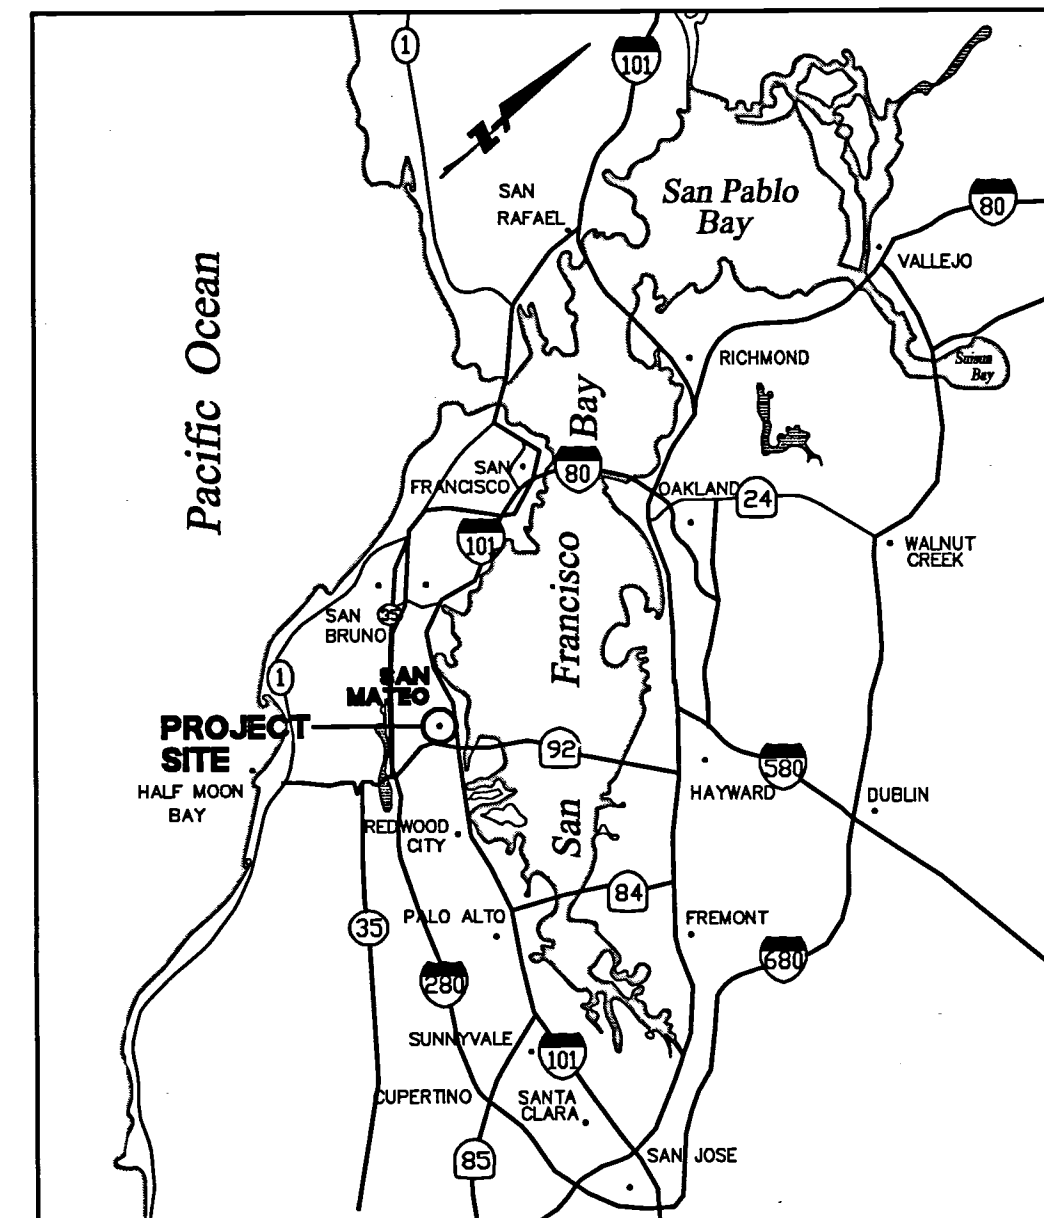 1
101
N
SAN
RAFAEL
San Pablo
Bay
80
VALLEJO
Pacific Ocean
RICHMOND
Suisun
Bay
San Francisco Bay
SAN
FRANCISCO
80
OAKLAND
24
101
WALNUT
CREEK
SAN
BRUNO
35
1
SAN
MATEO
PROJECT
SITE
92
580
HALF MOON
BAY
HAYWARD
DUBLIN
REDWOOD
CITY
84
35
PALO ALTO
FREMONT
680
280
SUNNYVALE
101
CUPERTINO
SANTA
CLARA
85
SAN JOSE